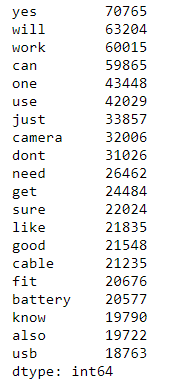 yes 70765
will 63204
work 60015
can 59865
one 43448
use 42029
just 33857
camera 32006
dont 31026
need 26462
get 24484
sure 22024
like 21835
good 21548
cable 21235
fit 20676
battery 20577
know 19790
also 19722
usb 18763
dtype: int64